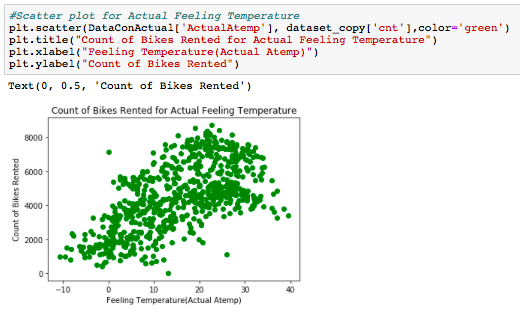 #Scatter plot for Actual Feeling Temperature
plt.scatter(DataConActual['ActualAtemp'], dataset_copy['cnt'],color='green')
plt.title("Count of Bikes Rented for Actual Feeling Temperature")
plt.xlabel("Feeling Temperature(Actual Atemp)")
plt.ylabel("Count of Bikes Rented")
Text(0, 0.5, 'Count of Bikes Rented')
Count of Bikes Rented for Actual Feeling Temperature
8000
6000
4000
2000
0
Count of Bikes Rented
−10 0 10 20 30 40
Feeling Temperature(Actual Atemp)